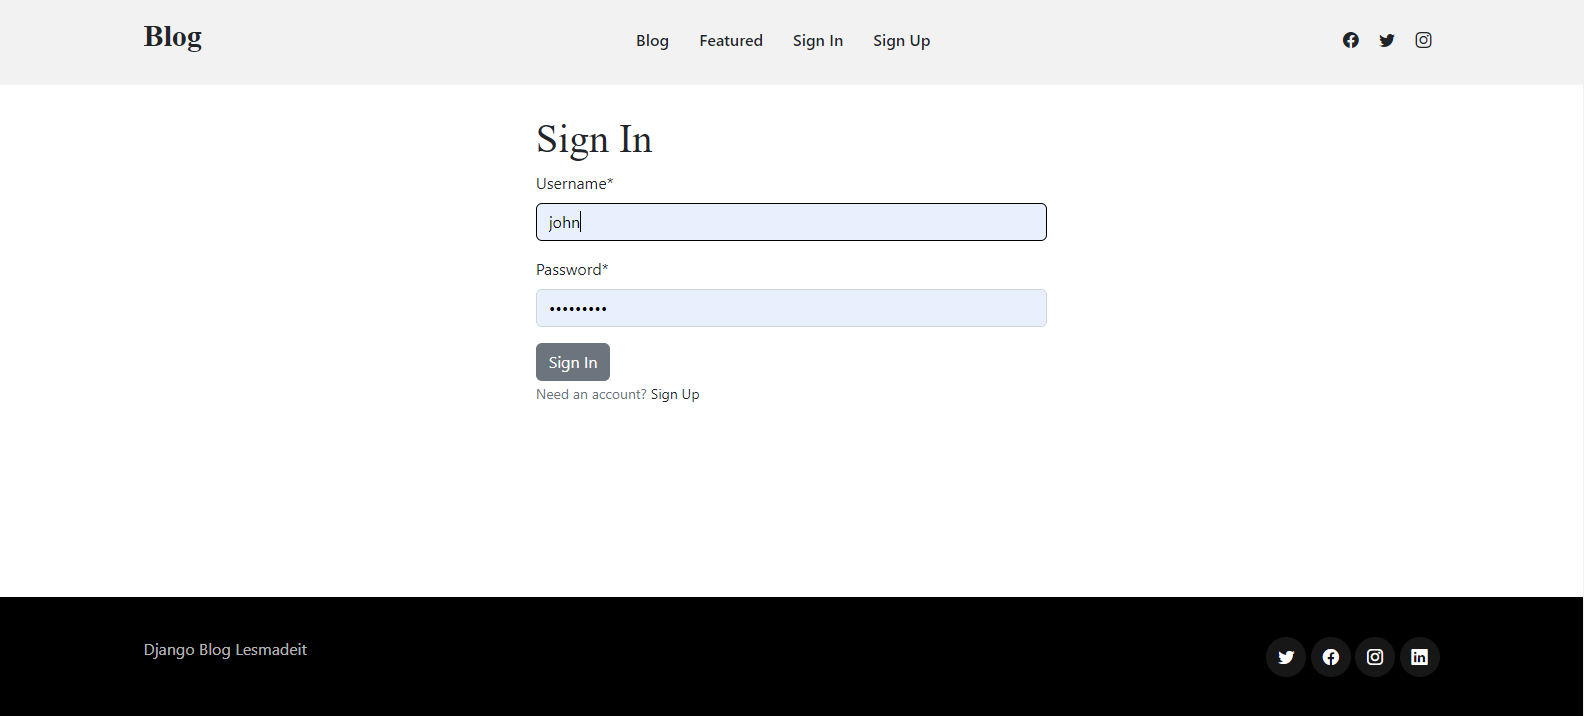 Blog
Blog Featured Sign In Sign Up
Sign In
Username*
john
Password*
•••••••••
Sign In
Need an account? Sign Up
Django Blog Lesmadeit